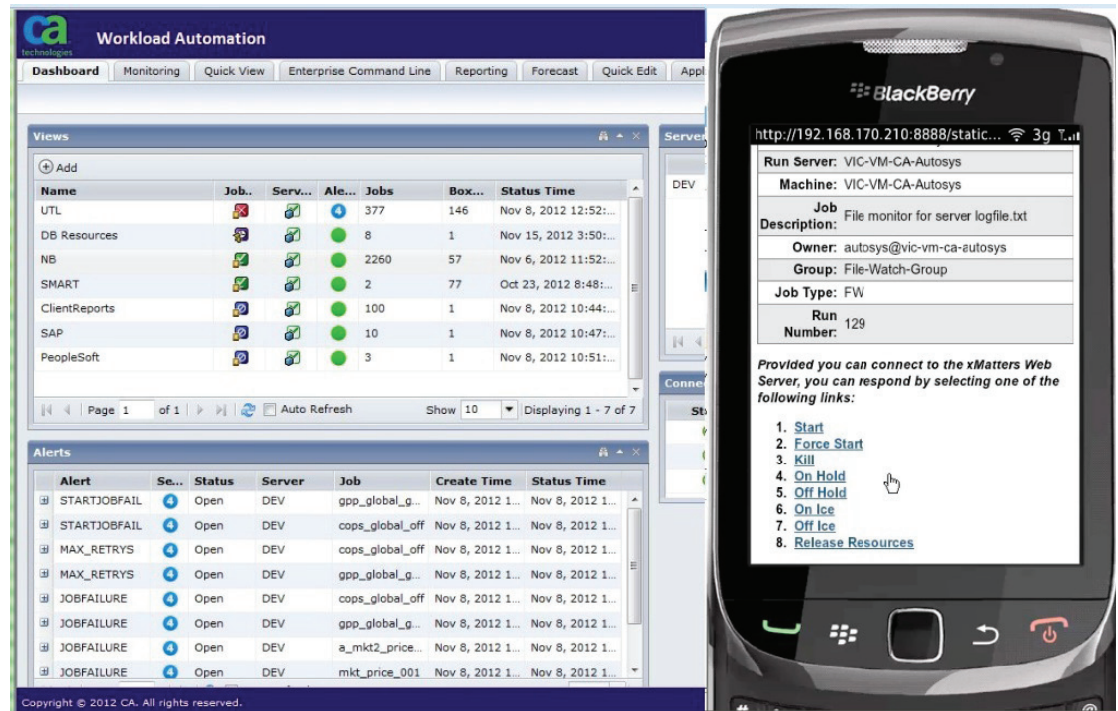 ca
technologies
Workload Automation
Dashboard Monitoring Quick View Enterprise Command Line Reporting Forecast Quick Edit Appl
Views
Add
Name Job.. Serv... Ale... Jobs Box... Status Time
UTL 4 377 146 Nov 8, 2012 12:52:...
DB Resources 8 1 Nov 15, 2012 3:50:...
NB 2260 57 Nov 6, 2012 11:52:...
SMART 2 77 Oct 23, 2012 8:48:...
ClientReports 100 1 Nov 8, 2012 10:44:...
SAP 10 1 Nov 8, 2012 10:47:...
PeopleSoft 3 1 Nov 8, 2012 10:51:...
Page 1 of 1 Auto Refresh Show 10 Displaying 1 - 7 of 7
Server
DEV
Connec
St
Alerts
Alert Se... Status Server Job Create Time Status Time
STARTJOBFAIL 4 Open DEV gpp_global_g... Nov 8, 2012 1... Nov 8, 2012 1...
STARTJOBFAIL 4 Open DEV cops_global_off Nov 8, 2012 1... Nov 8, 2012 1...
MAX_RETRYS 4 Open DEV cops_global_off Nov 8, 2012 1... Nov 8, 2012 1...
MAX_RETRYS 4 Open DEV gpp_global_g... Nov 8, 2012 1... Nov 8, 2012 1...
JOBFAILURE 4 Open DEV cops_global_off Nov 8, 2012 1... Nov 8, 2012 1...
JOBFAILURE 4 Open DEV gpp_global_g... Nov 8, 2012 1... Nov 8, 2012 1...
JOBFAILURE 4 Open DEV a_mkt2_price... Nov 8, 2012 1... Nov 8, 2012 1...
JOBFAILURE 4 Open DEV mkt_price_001 Nov 8, 2012 1... Nov 8, 2012 1...
Copyright © 2012 CA. All rights reserved.
BlackBerry
http://192.168.170.210:8888/static... 3g
Run Server: VIC-VM-CA-Autosys
Machine: VIC-VM-CA-Autosys
Job
Description: File monitor for server logfile.txt
Owner: autosys@vic-vm-ca-autosys
Group: File-Watch-Group
Job Type: FW
Run
Number: 129
Provided you can connect to the xMatters Web
Server, you can respond by selecting one of the
following links:
1. Start
2. Force Start
3. Kill
4. On Hold
5. Off Hold
6. On Ice
7. Off Ice
8. Release Resources
# @